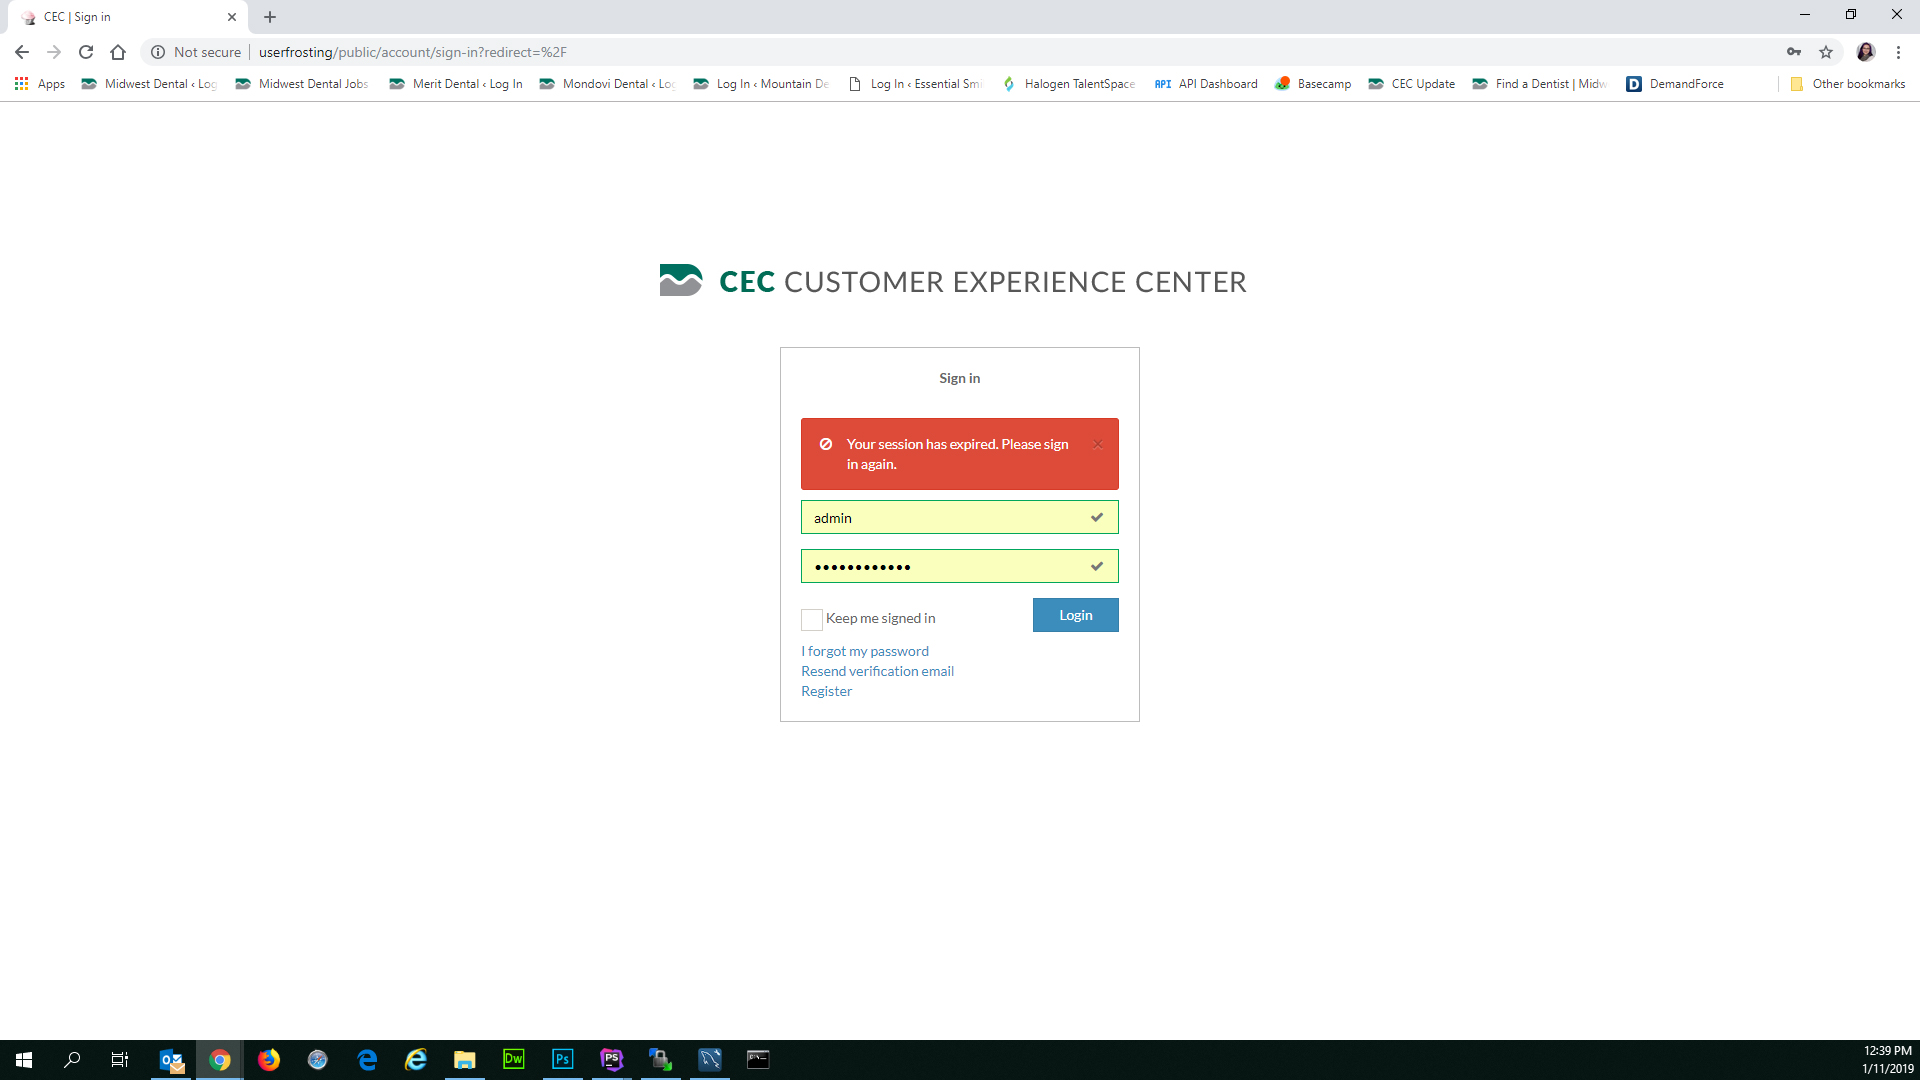 CEC | Sign in
Not secure
userfrosting/public/account/sign-in?redirect=%2F
Apps
Midwest Dental ‹ Log
Midwest Dental Jobs
Merit Dental ‹ Log In
Mondovi Dental ‹ Log
Log In ‹ Mountain De
Log In ‹ Essential Smi
Halogen TalentSpace
API
API Dashboard
Basecamp
CEC Update
Find a Dentist | Midw
D
DemandForce
Other bookmarks
CEC CUSTOMER EXPERIENCE CENTER
Sign in
Your session has expired. Please sign
in again.
admin
••••••••••••
Keep me signed in
Login
I forgot my password
Resend verification email
Register
Dw
Ps
PS
12:39 PM
1/11/2019